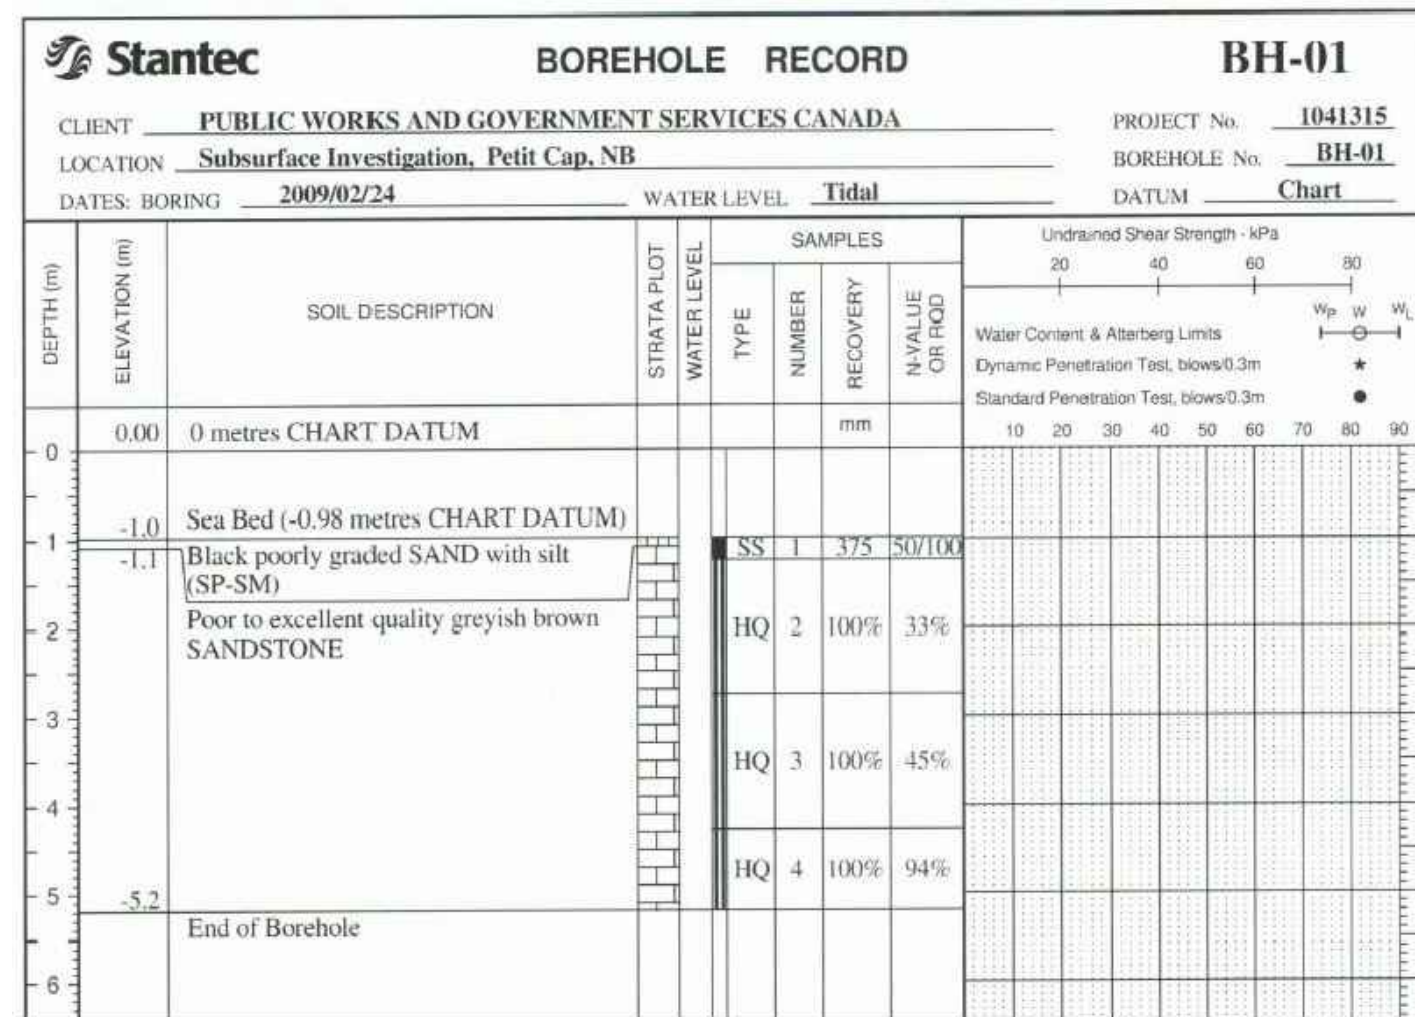 Stantec BOREHOLE RECORD BH-01
CLIENT PUBLIC WORKS AND GOVERNMENT SERVICES CANADA PROJECT No. 1041315
LOCATION Subsurface Investigation, Petit Cap, NB BOREHOLE No. BH-01
DATES: BORING 2009/02/24 WATER LEVEL Tidal DATUM Chart
DEPTH (m)
ELEVATION (m)
SOIL DESCRIPTION
STRATA PLOT
WATER LEVEL
SAMPLES
TYPE
NUMBER
RECOVERY
N-VALUE
OR RQD
Undrained Shear Strength - kPa
20 40 60 80
Water Content & Atterberg Limits WP W WL
Dynamic Penetration Test, blows/0.3m ★
Standard Penetration Test, blows/0.3m ●
0.00 0 metres CHART DATUM mm 10 20 30 40 50 60 70 80 90
0
-1.0 Sea Bed (-0.98 metres CHART DATUM)
1
-1.1 Black poorly graded SAND with silt SS 1 375 50/100
(SP-SM)
Poor to excellent quality greyish brown
2 HQ 2 100% 33%
SANDSTONE
3
HQ 3 100% 45%
4
HQ 4 100% 94%
5 -5.2
End of Borehole
6